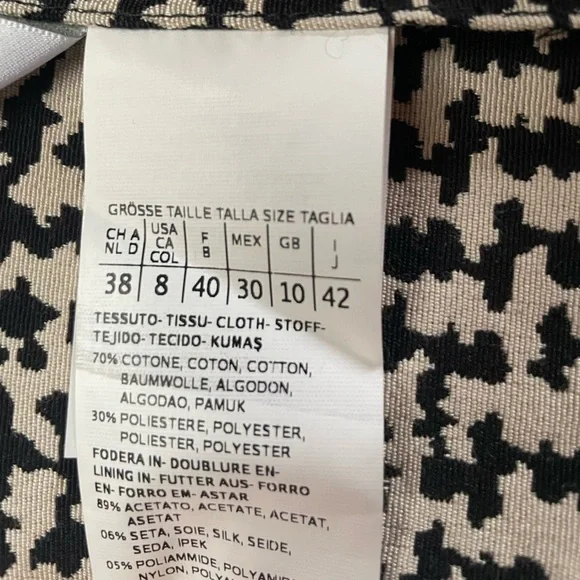 GRÖSSE TAILLE TALLA SIZE TAGLIA
CH A NL D | USA CA COL | F B | MEX | GB | I J
38 | 8 | 40 | 30 | 10 | 42
TESSUTO- TISSU- CLOTH- STOFF-
TEJIDO- TECIDO- KUMAŞ
70% COTONE, COTON, COTTON,
BAUMWOLLE, ALGODON,
ALGODAO, PAMUK
30% POLIESTERE, POLYESTER,
POLIESTER, POLYESTER
FODERA IN- DOUBLURE EN-
LINING IN- FUTTER AUS- FORRO
EN- FORRO EM- ASTAR
89% ACETATO, ACETATE, ACETAT,
ASETAT
06% SETA, SOIE, SILK, SEIDE,
SEDA, IPEK
05% POLIAMMIDE,
NYLON,